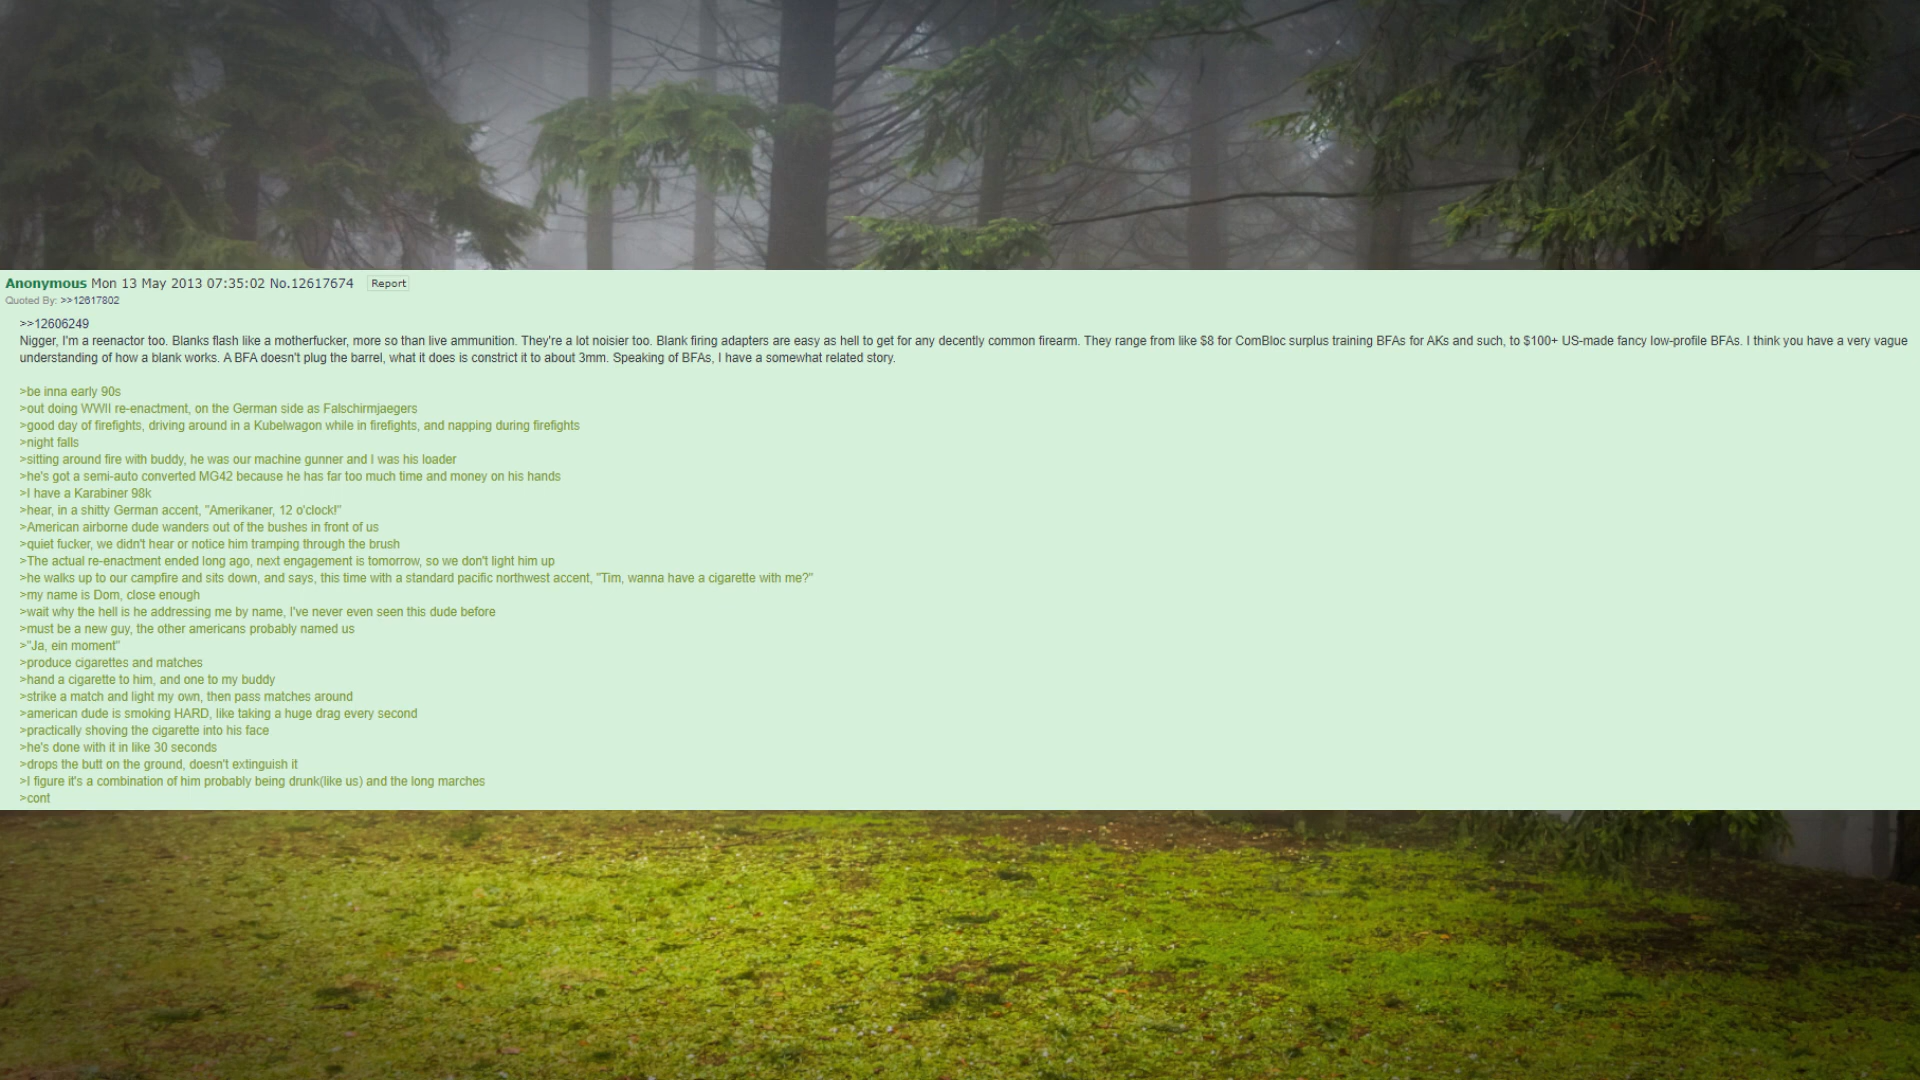 Anonymous Mon 13 May 2013 07:35:02 No.12617674 Report
Quoted By: >>12617802
>>12606249
Nigger, I'm a reenactor too. Blanks flash like a motherfucker, more so than live ammunition. They're a lot noisier too. Blank firing adapters are easy as hell to get for any decently common firearm. They range from like $8 for ComBloc surplus training BFAs for AKs and such, to $100+ US-made fancy low-profile BFAs. I think you have a very vague
understanding of how a blank works. A BFA doesn't plug the barrel, what it does is constrict it to about 3mm. Speaking of BFAs, I have a somewhat related story.
>be inna early 90s
>out doing WWII re-enactment, on the German side as Falschirmjaegers
>good day of firefights, driving around in a Kubelwagon while in firefights, and napping during firefights
>night falls
>sitting around fire with buddy, he was our machine gunner and I was his loader
>he's got a semi-auto converted MG42 because he has far too much time and money on his hands
>I have a Karabiner 98k
>hear, in a shitty German accent, "Amerikaner, 12 o'clock!"
>American airborne dude wanders out of the bushes in front of us
>quiet fucker, we didn't hear or notice him tramping through the brush
>The actual re-enactment ended long ago, next engagement is tomorrow, so we don't light him up
>he walks up to our campfire and sits down, and says, this time with a standard pacific northwest accent, "Tim, wanna have a cigarette with me?"
>my name is Dom, close enough
>wait why the hell is he addressing me by name, I've never even seen this dude before
>must be a new guy, the other americans probably named us
>"Ja, ein moment"
>produce cigarettes and matches
>hand a cigarette to him, and one to my buddy
>strike a match and light my own, then pass matches around
>american dude is smoking HARD, like taking a huge drag every second
>practically shoving the cigarette into his face
>he's done with it in like 30 seconds
>drops the butt on the ground, doesn't extinguish it
>I figure it's a combination of him probably being drunk(like us) and the long marches
>cont